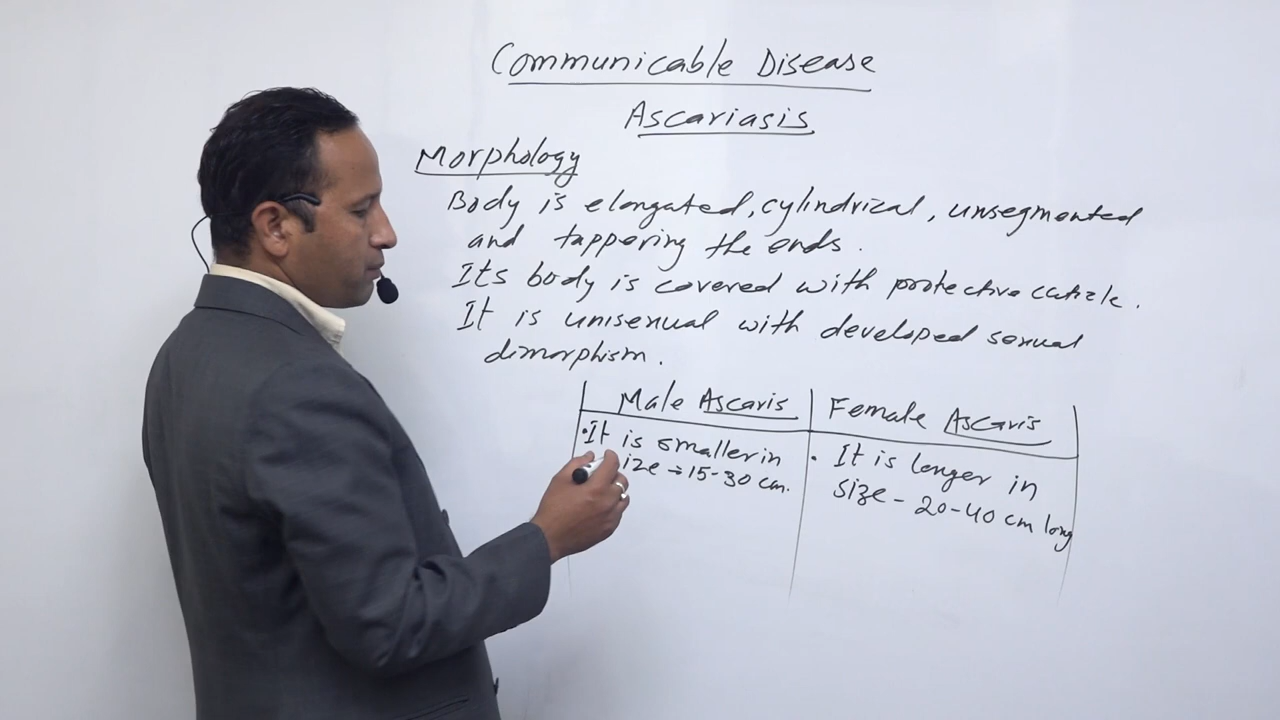 Communicable Disease
Ascariasis
Morphology
Body is elongated, cylindrical, unsegmented
and tappering the ends.
Its body is covered with protective cuticle.
It is unisexual with developed sexual
dimorphism.
Male Ascaris
Female Ascaris
• It is smaller in
ize → 15-30 cm.
• It is longer in
size - 20-40 cm long